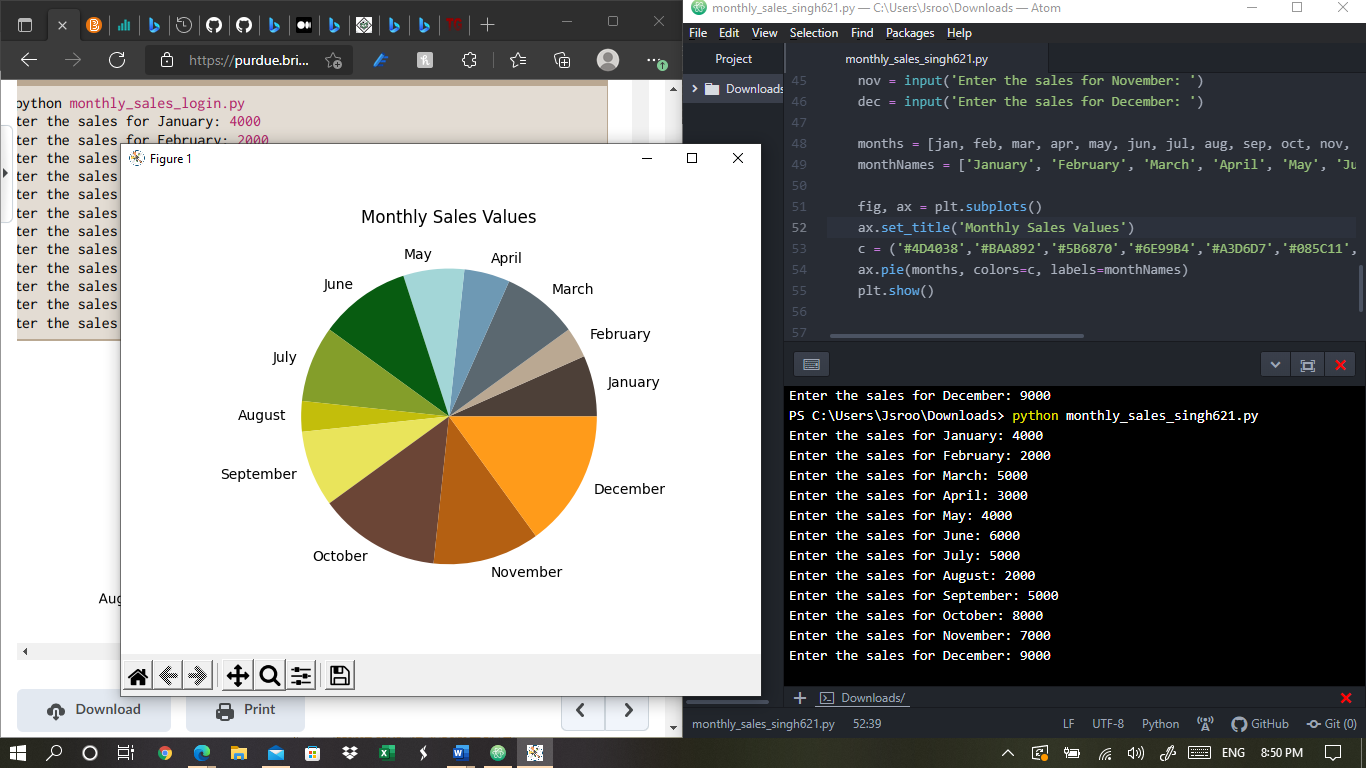 https://purdue.bri...
python monthly_sales_login.py
ter the sales for January: 4000
ter the sales for February: 2000
ter the sales
ter the sales
ter the sales
ter the sales
ter the sales
ter the sales
ter the sales
ter the sales
ter the sales
ter the sales
Aug
Download
Print
Figure 1
Monthly Sales Values
May
April
June
March
February
July
January
August
September
December
October
November
monthly_sales_singh621.py — C:\Users\Jsroo\Downloads — Atom
File Edit View Selection Find Packages Help
Project
Downloads
monthly_sales_singh621.py
45 nov = input('Enter the sales for November: ')
46 dec = input('Enter the sales for December: ')
47
48 months = [jan, feb, mar, apr, may, jun, jul, aug, sep, oct, nov,
49 monthNames = ['January', 'February', 'March', 'April', 'May', 'Ju
50
51 fig, ax = plt.subplots()
52 ax.set_title('Monthly Sales Values')
53 c = ('#4D4038','#BAA892','#5B6870','#6E99B4','#A3D6D7','#085C11',
54 ax.pie(months, colors=c, labels=monthNames)
55 plt.show()
56
57
Enter the sales for December: 9000
PS C:\Users\Jsroo\Downloads> python monthly_sales_singh621.py
Enter the sales for January: 4000
Enter the sales for February: 2000
Enter the sales for March: 5000
Enter the sales for April: 3000
Enter the sales for May: 4000
Enter the sales for June: 6000
Enter the sales for July: 5000
Enter the sales for August: 2000
Enter the sales for September: 5000
Enter the sales for October: 8000
Enter the sales for November: 7000
Enter the sales for December: 9000
Downloads/
monthly_sales_singh621.py 52:39 LF UTF-8 Python GitHub Git (0)
ENG 8:50 PM